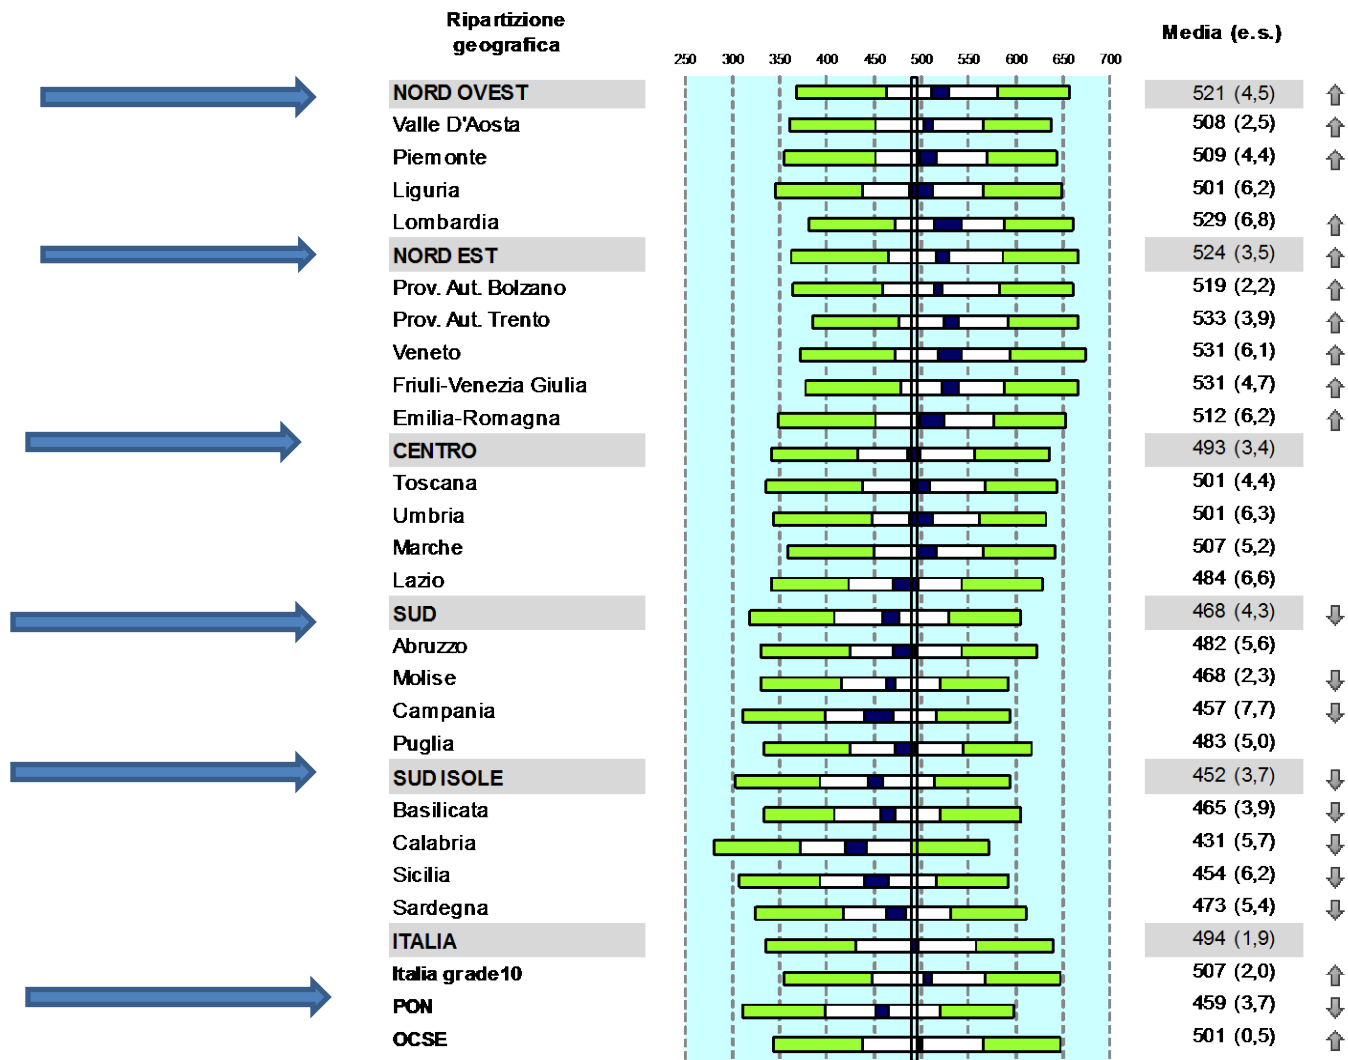 Ripartizione
geografica
Media (e.s.)
250 300 350 400 450 500 550 600 650 700
NORD OVEST 521 (4,5)
Valle D'Aosta 508 (2,5)
Piemonte 509 (4,4)
Liguria 501 (6,2)
Lombardia 529 (6,8)
NORD EST 524 (3,5)
Prov. Aut. Bolzano 519 (2,2)
Prov. Aut. Trento 533 (3,9)
Veneto 531 (6,1)
Friuli-Venezia Giulia 531 (4,7)
Emilia-Romagna 512 (6,2)
CENTRO 493 (3,4)
Toscana 501 (4,4)
Umbria 501 (6,3)
Marche 507 (5,2)
Lazio 484 (6,6)
SUD 468 (4,3)
Abruzzo 482 (5,6)
Molise 468 (2,3)
Campania 457 (7,7)
Puglia 483 (5,0)
SUD ISOLE 452 (3,7)
Basilicata 465 (3,9)
Calabria 431 (5,7)
Sicilia 454 (6,2)
Sardegna 473 (5,4)
ITALIA 494 (1,9)
Italia grade10 507 (2,0)
PON 459 (3,7)
OCSE 501 (0,5)